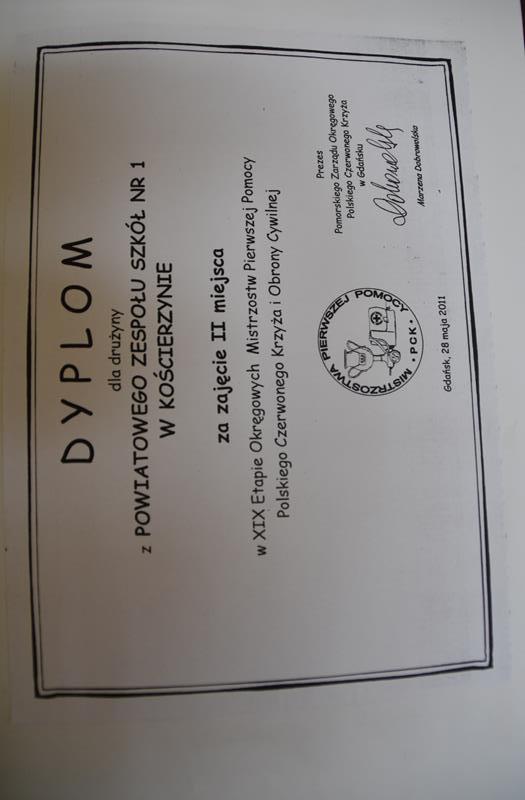 DYPLOM
dla drużyny
z POWIATOWEGO ZESPOŁU SZKÓŁ NR 1
W KOŚCIERZYNIE
za zajęcie II miejsca
w XIX Etapie Okręgowych Mistrzostw Pierwszej Pomocy
Polskiego Czerwonego Krzyża i Obrony Cywilnej
MISTRZOSTWA PIERWSZEJ POMOCY
• PCK •
Prezes
Pomorskiego Zarządu Okręgowego
Polskiego Czerwonego Krzyża
w Gdańsku
Marzena Dobrowolska
Gdańsk, 28 maja 2011